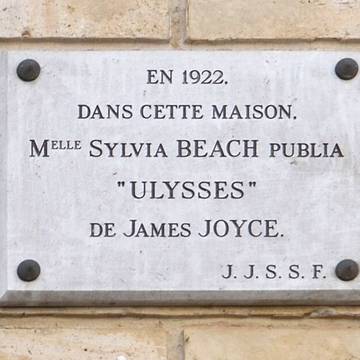 EN 1922,
DANS CETTE MAISON,
Melle SYLVIA BEACH PUBLIA
"ULYSSES"
DE JAMES JOYCE.
J. J. S. S. F.